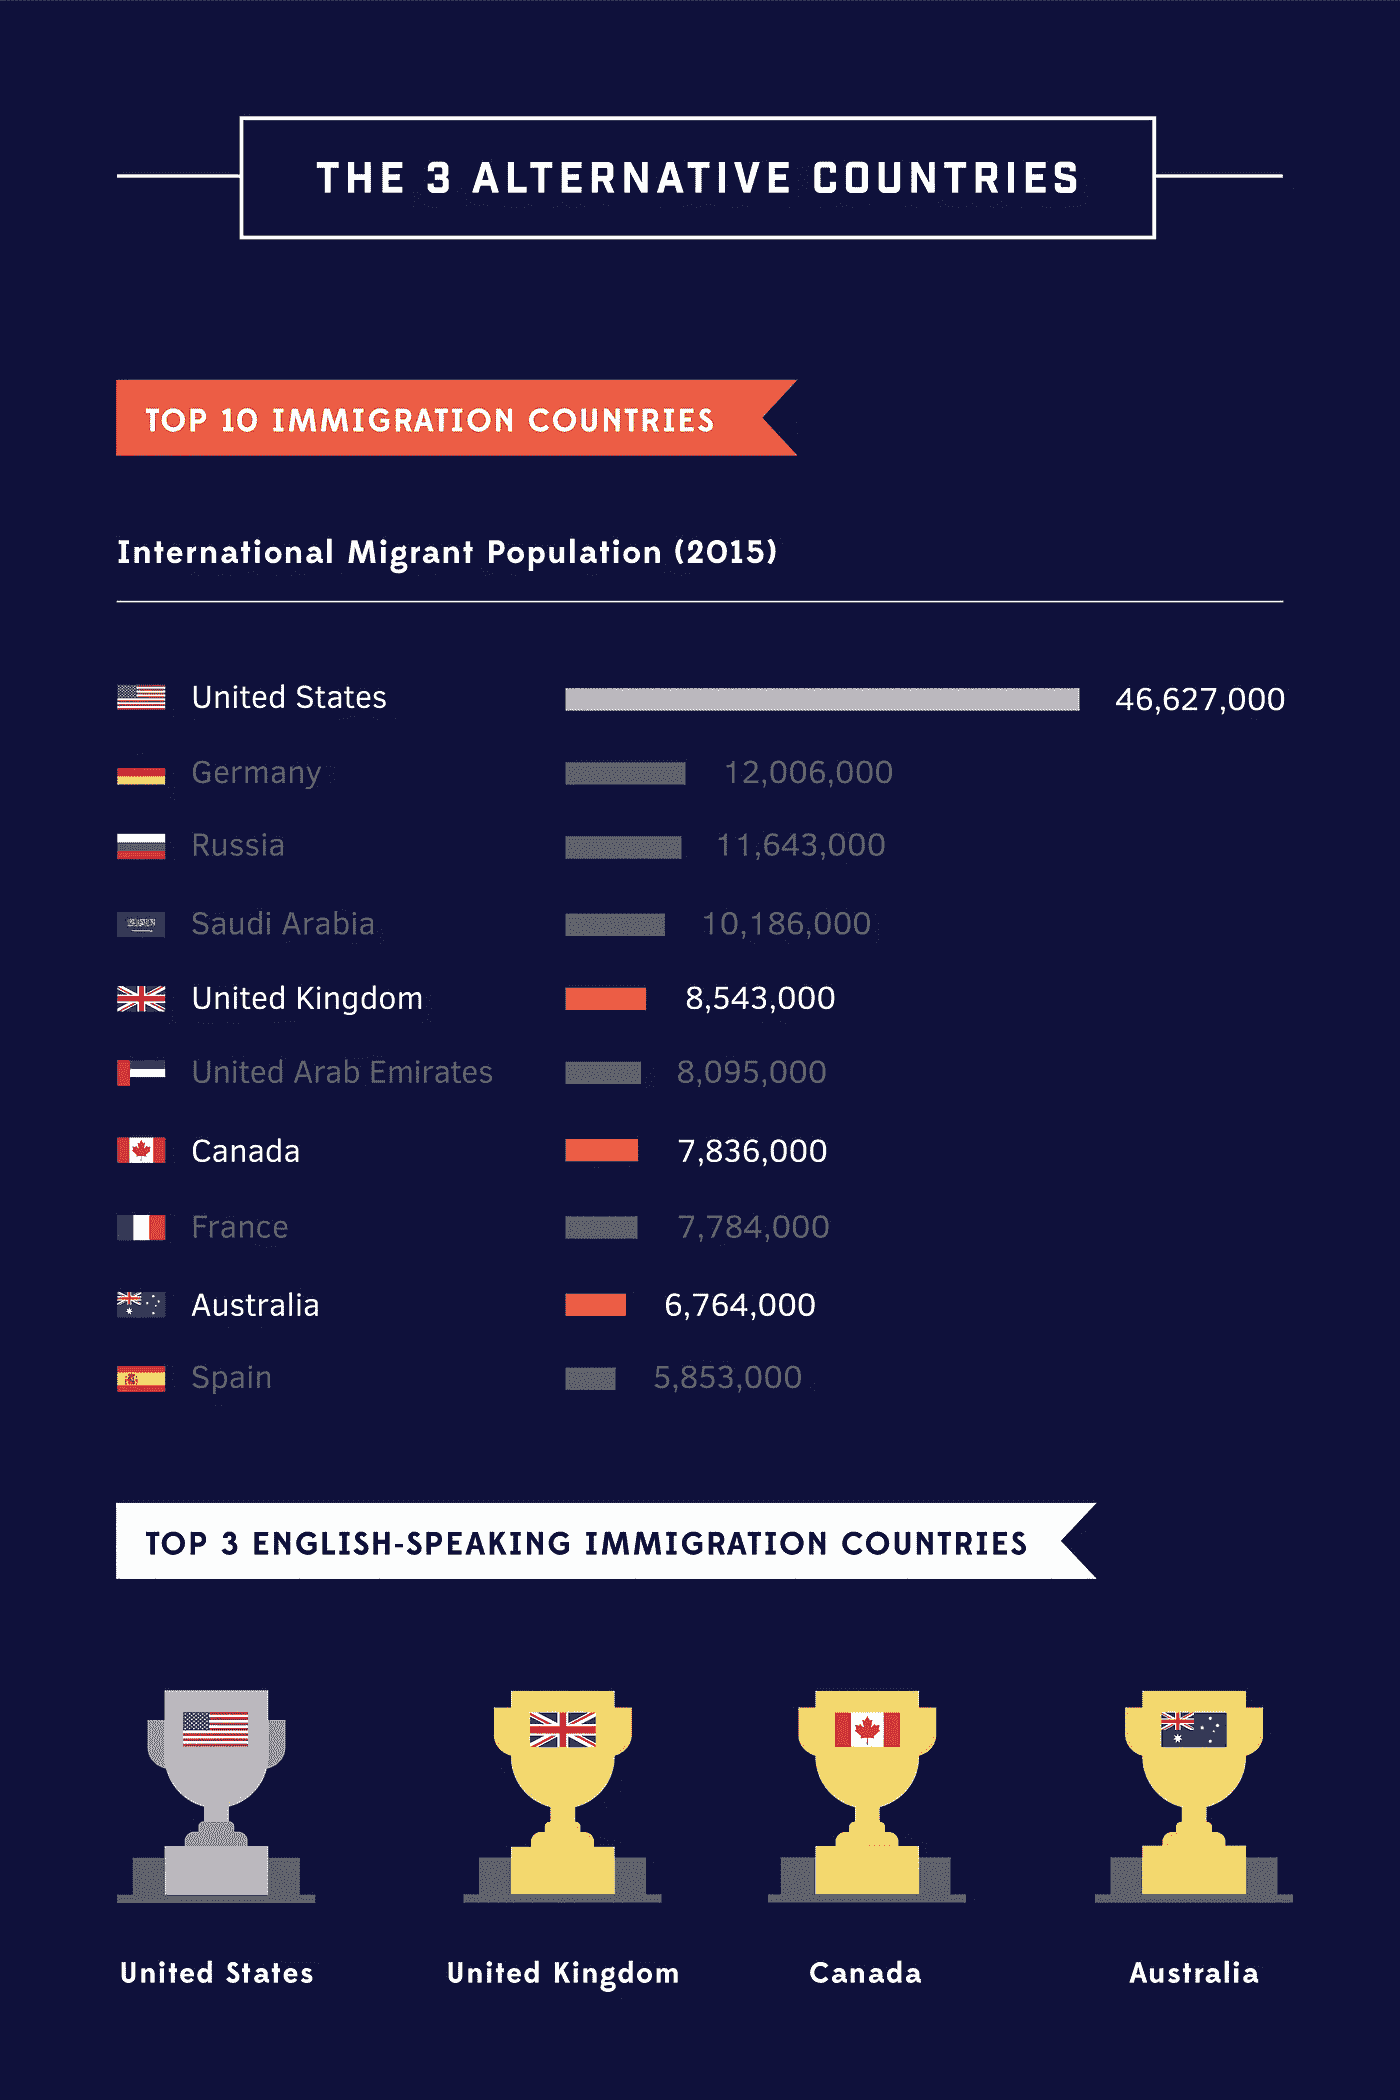 THE 3 ALTERNATIVE COUNTRIES
TOP 10 IMMIGRATION COUNTRIES
International Migrant Population (2015)
United States 46,627,000
Germany 12,006,000
Russia 11,643,000
Saudi Arabia 10,186,000
United Kingdom 8,543,000
United Arab Emirates 8,095,000
Canada 7,836,000
France 7,784,000
Australia 6,764,000
Spain 5,853,000
TOP 3 ENGLISH-SPEAKING IMMIGRATION COUNTRIES
United States United Kingdom Canada Australia